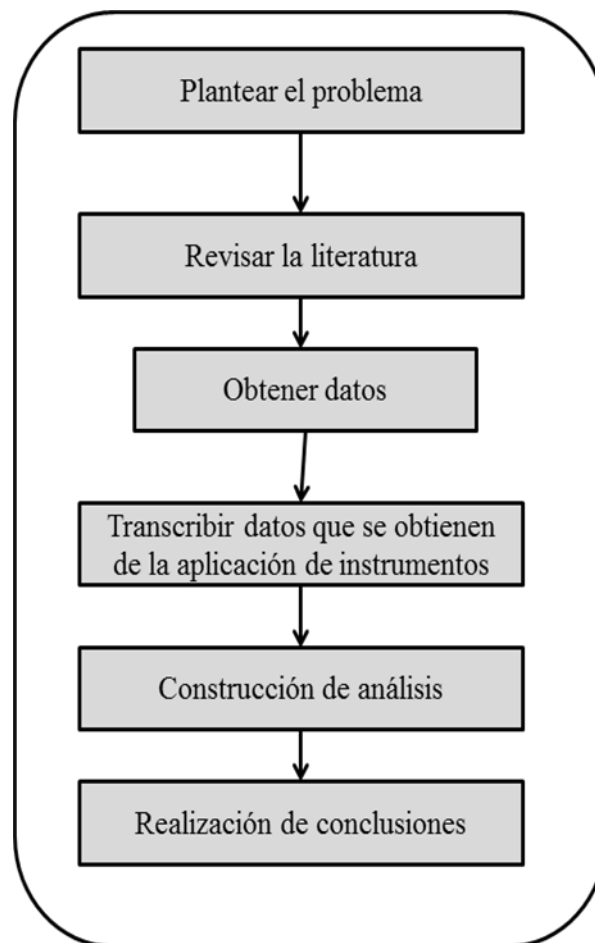 Plantear el problema
Revisar la literatura
Obtener datos
Transcribir datos que se obtienen
de la aplicación de instrumentos
Construcción de análisis
Realización de conclusiones